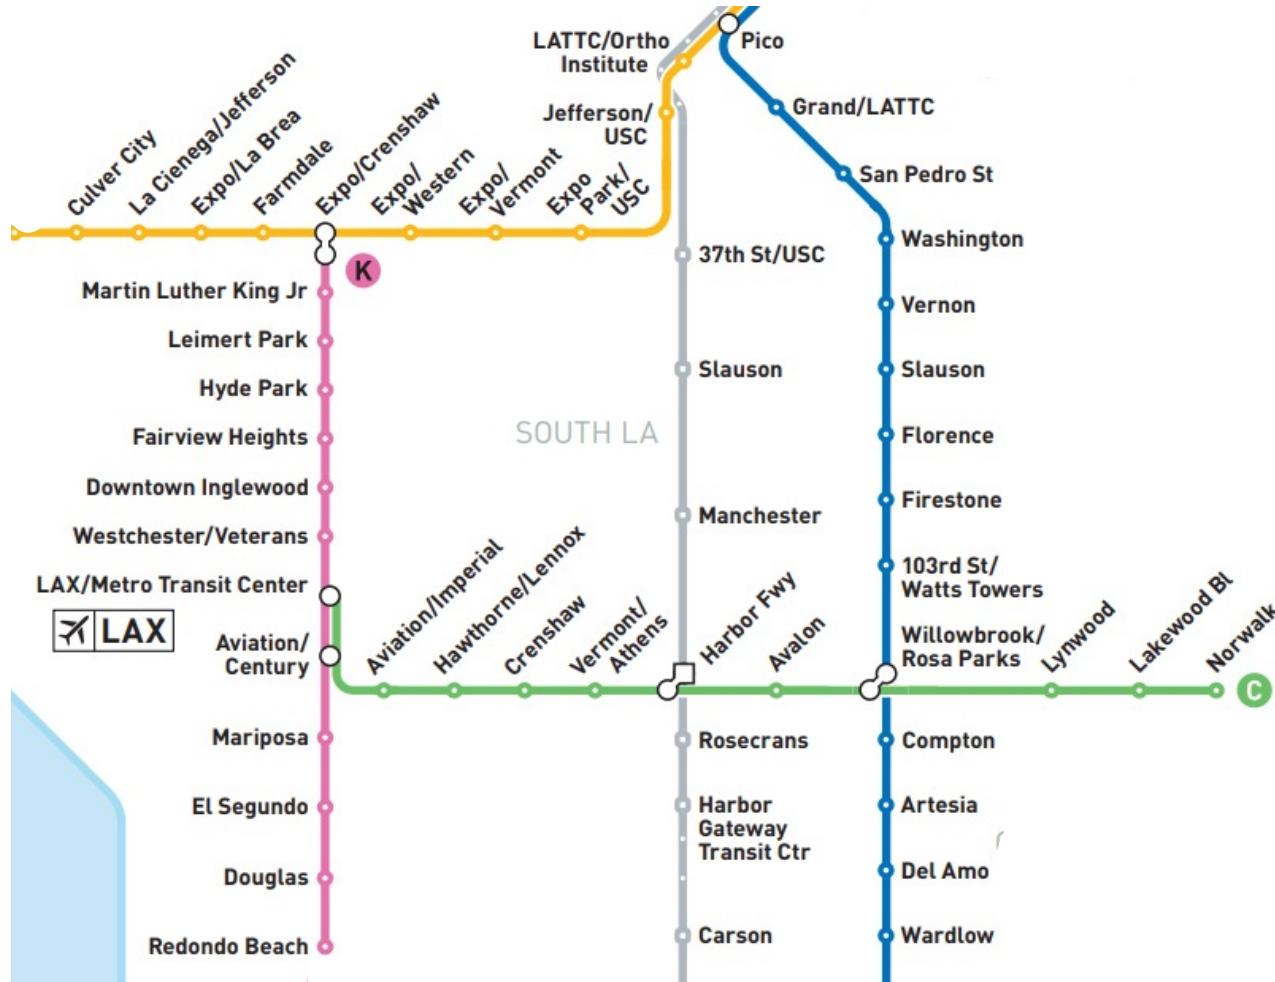 LATTC/Ortho
Institute
Pico
Jefferson/
USC
Grand/LATTC
San Pedro St
Culver City
La Cienega/Jefferson
Expo/La Brea
Farmdale
Expo/Crenshaw
Expo/
Western
Expo/
Vermont
Expo
Park/
USC
K
Washington
37th St/USC
Martin Luther King Jr
Vernon
Leimert Park
Slauson
Slauson
Hyde Park
SOUTH LA
Fairview Heights
Florence
Downtown Inglewood
Firestone
Manchester
Westchester/Veterans
103rd St/
Watts Towers
LAX/Metro Transit Center
LAX
Aviation/
Century
Aviation/Imperial
Hawthorne/Lennox
Crenshaw
Vermont/
Athens
Harbor Fwy
Avalon
Willowbrook/
Rosa Parks
Lynwood
Lakewood Bl
Norwalk
C
Mariposa
Rosecrans
Compton
El Segundo
Harbor
Gateway
Transit Ctr
Artesia
Douglas
Del Amo
Redondo Beach
Carson
Wardlow